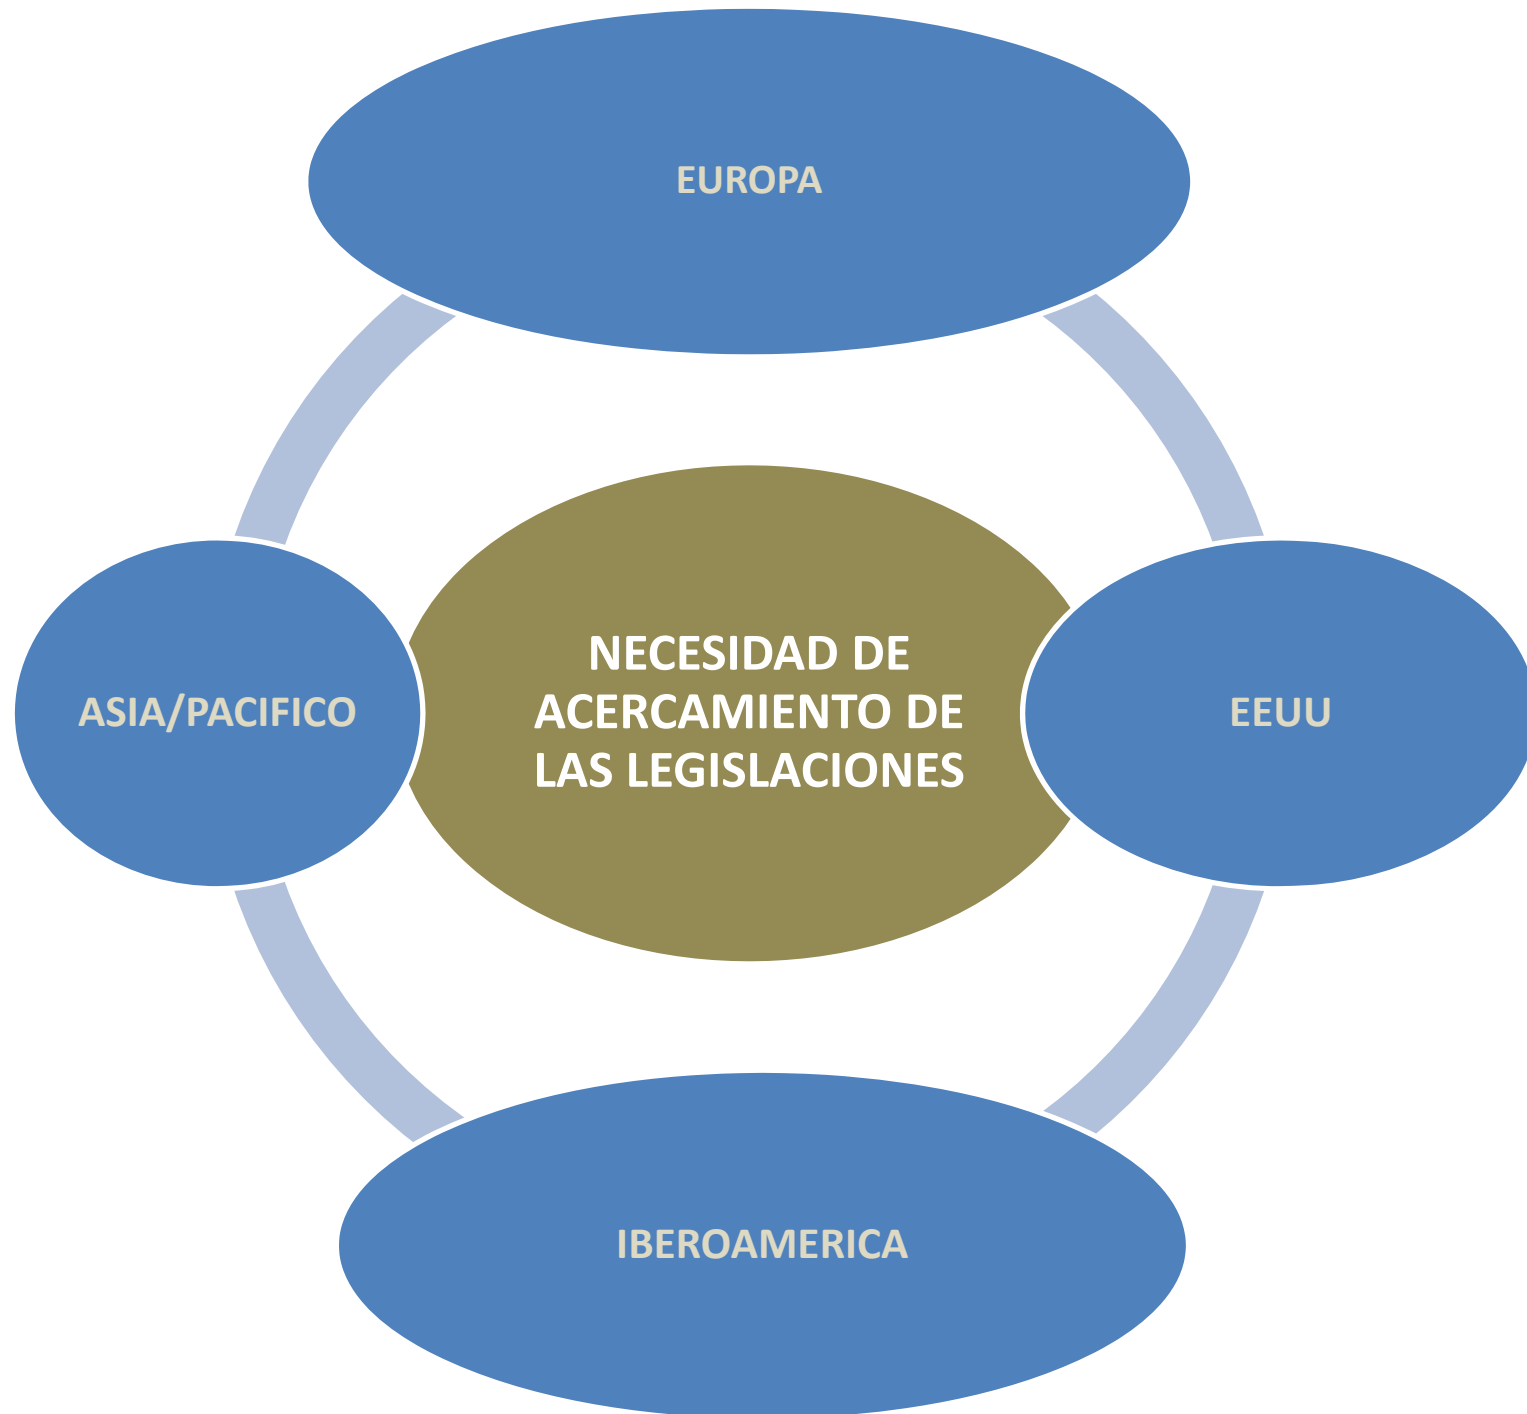 EUROPA
NECESIDAD DE
ACERCAMIENTO DE
LAS LEGISLACIONES
ASIA/PACIFICO
EEUU
IBEROAMERICA